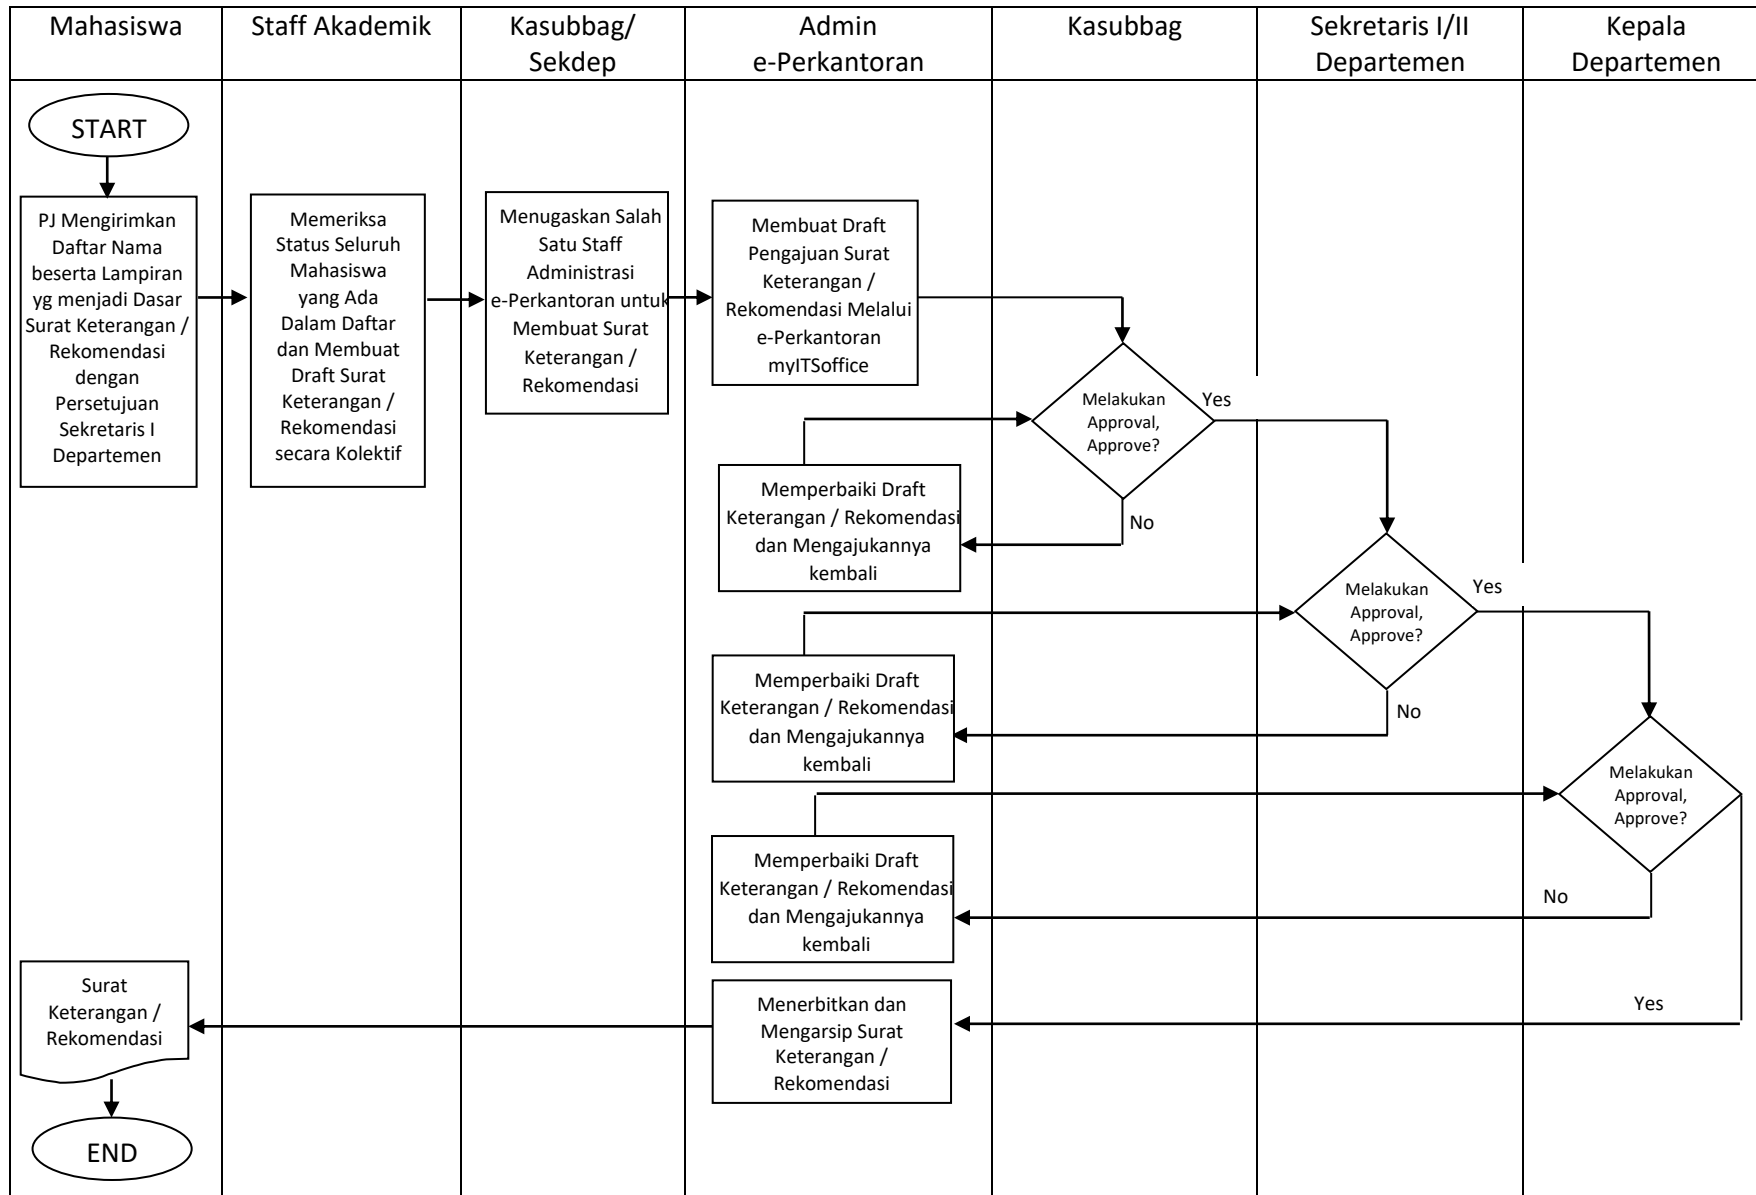 Mahasiswa
Staff Akademik
Kasubbag/
Sekdep
Admin
e-Perkantoran
Kasubbag
Sekretaris I/II
Departemen
Kepala
Departemen
START
PJ Mengirimkan
Daftar Nama
beserta Lampiran
yg menjadi Dasar
Surat Keterangan /
Rekomendasi
dengan
Persetujuan
Sekretaris I
Departemen
Memeriksa
Status Seluruh
Mahasiswa
yang Ada
Dalam Daftar
dan Membuat
Draft Surat
Keterangan /
Rekomendasi
secara Kolektif
Menugaskan Salah
Satu Staff
Administrasi
e-Perkantoran untuk
Membuat Surat
Keterangan /
Rekomendasi
Membuat Draft
Pengajuan Surat
Keterangan /
Rekomendasi Melalui
e-Perkantoran
myITSoffice
Melakukan
Approval,
Approve?
Yes
No
Memperbaiki Draft
Keterangan / Rekomendasi
dan Mengajukannya
kembali
Melakukan
Approval,
Approve?
Yes
No
Memperbaiki Draft
Keterangan / Rekomendasi
dan Mengajukannya
kembali
Melakukan
Approval,
Approve?
No
Yes
Memperbaiki Draft
Keterangan / Rekomendasi
dan Mengajukannya
kembali
Menerbitkan dan
Mengarsip Surat
Keterangan /
Rekomendasi
Surat
Keterangan /
Rekomendasi
END